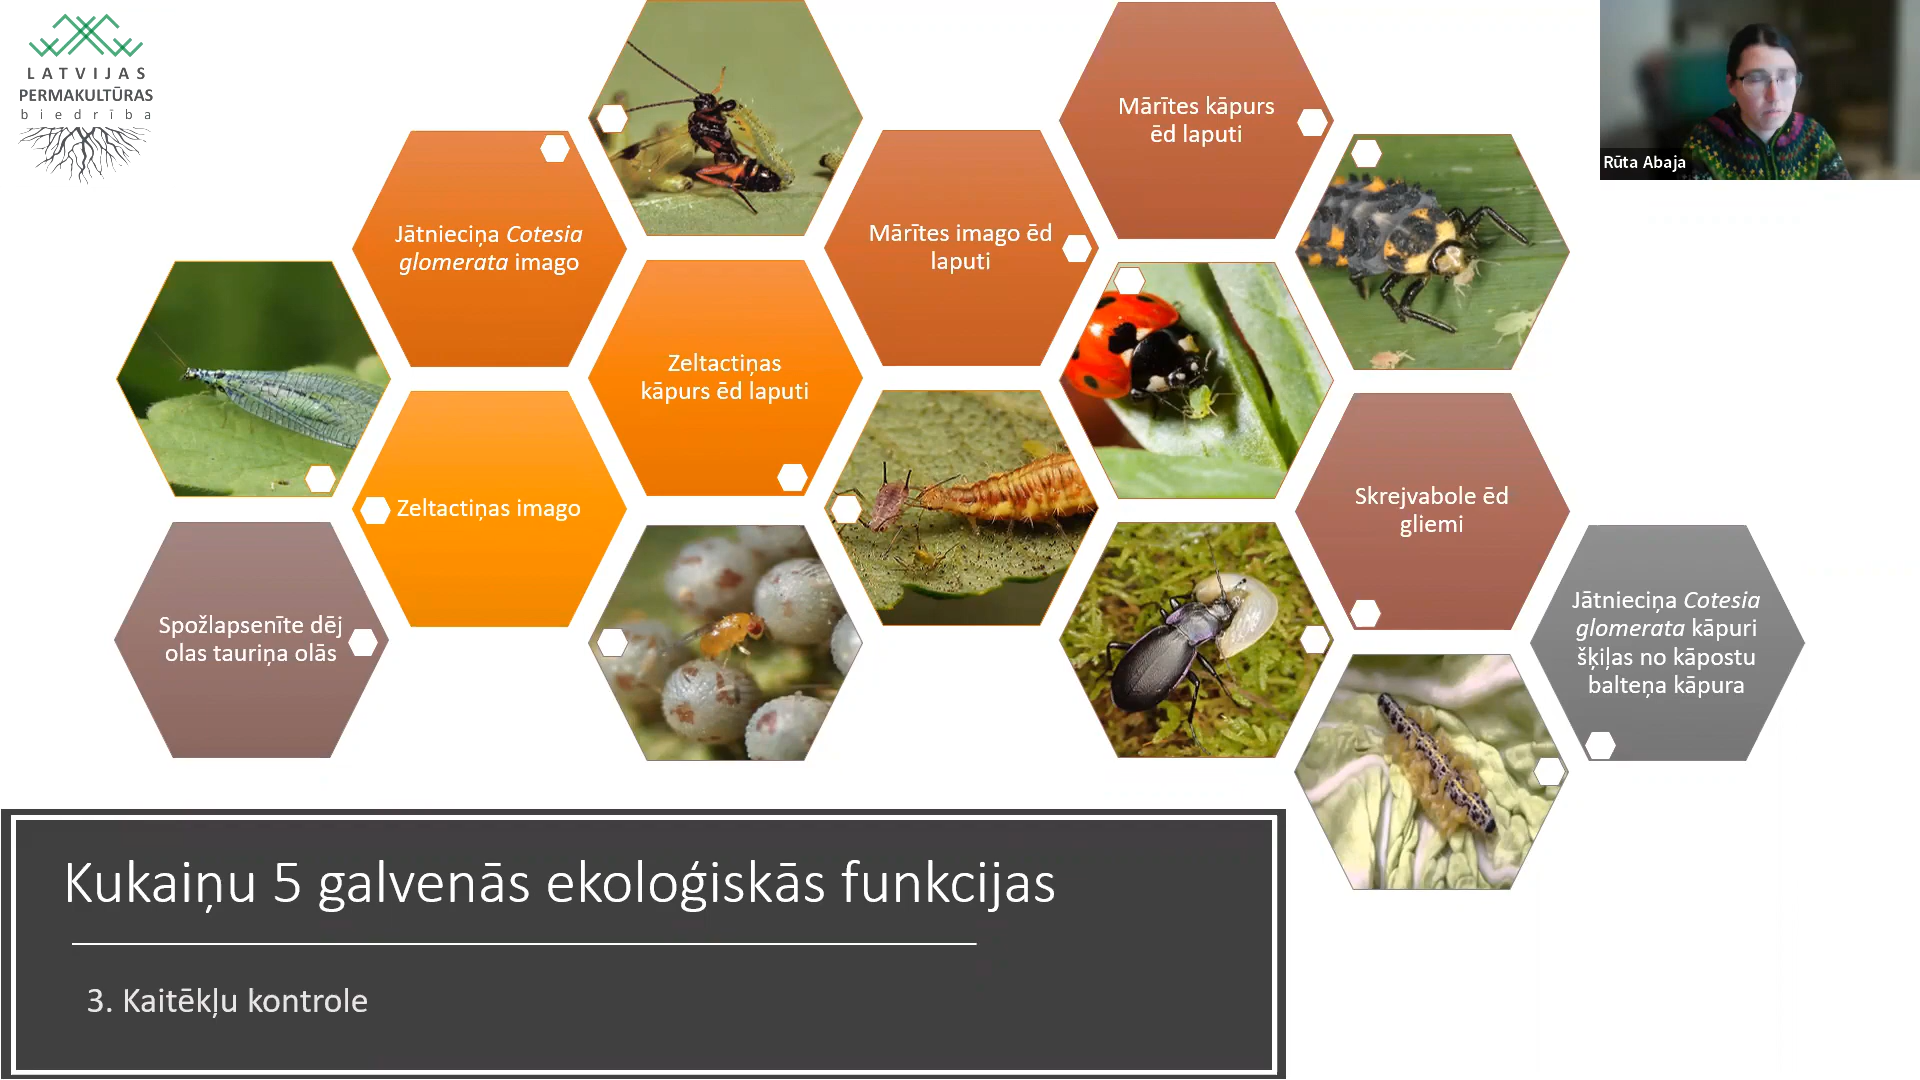 LATVIJAS
PERMAKULTŪRAS
biedrība
Mārītes kāpurs
ēd laputi
Rūta Abaja
Jātnieciņa Cotesia
glomerata imago
Mārītes imago ēd
laputi
Zeltactiņas
kāpurs ēd laputi
Zeltactiņas imago
Skrejvabole ēd
gliemi
Spožlapsenīte dēj
olas tauriņa olās
Jātnieciņa Cotesia
glomerata kāpuri
šķiļas no kāpostu
balteņa kāpura
Kukaiņu 5 galvenās ekoloģiskās funkcijas
3. Kaitēkļu kontrole